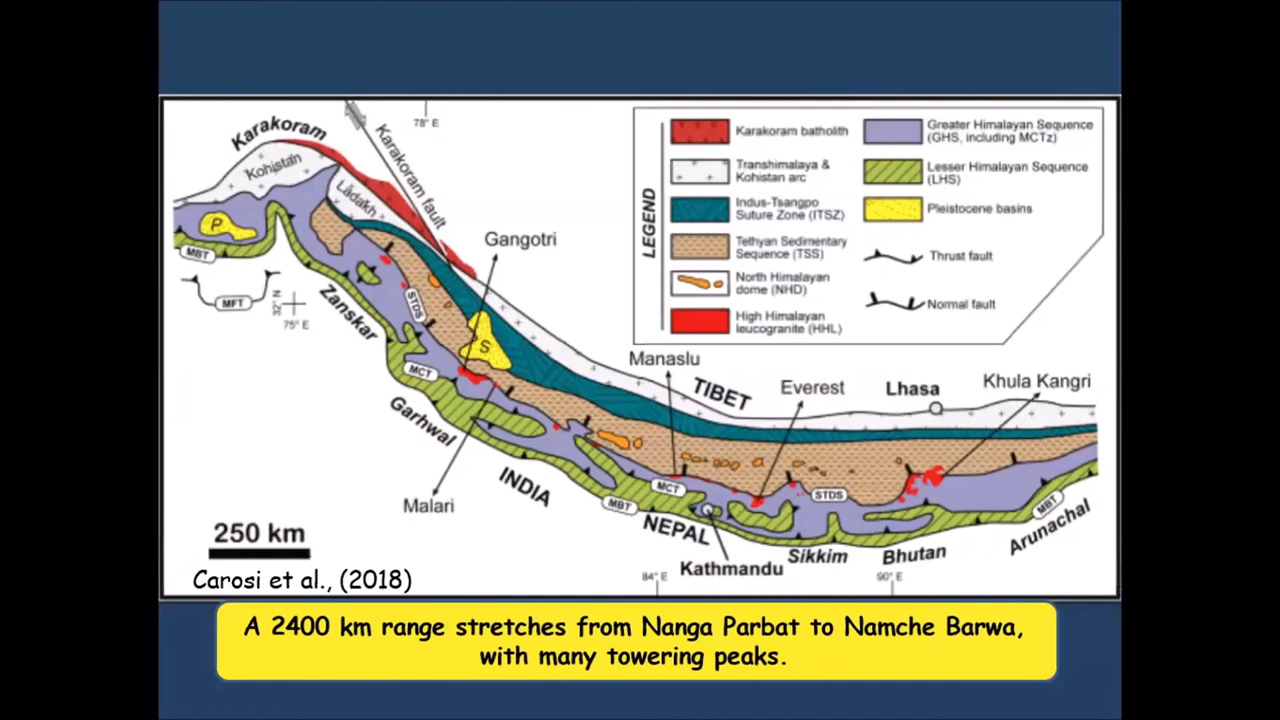 Karakoram
78° E
Kohistan
Karakoram fault
Ladakh
P
MBT
MFT
32° N
75° E
Zanskar
STDS
Gangotri
S
MCT
Garhwal
Malari
INDIA
MBT
NEPAL
MCT
Manaslu
TIBET
Everest
Lhasa
Khula Kangri
STDS
Kathmandu
Sikkim
Bhutan
MBT
Arunachal
84° E
90° E
LEGEND
Karakoram batholith
Transhimalaya &
Kohistan arc
Indus-Tsangpo
Suture Zone (ITSZ)
Tethyan Sedimentary
Sequence (TSS)
North Himalayan
dome (NHD)
High Himalayan
leucogranite (HHL)
Greater Himalayan Sequence
(GHS, including MCTz)
Lesser Himalayan Sequence
(LHS)
Pleistocene basins
Thrust fault
Normal fault
250 km
Carosi et al., (2018)
A 2400 km range stretches from Nanga Parbat to Namche Barwa,
with many towering peaks.